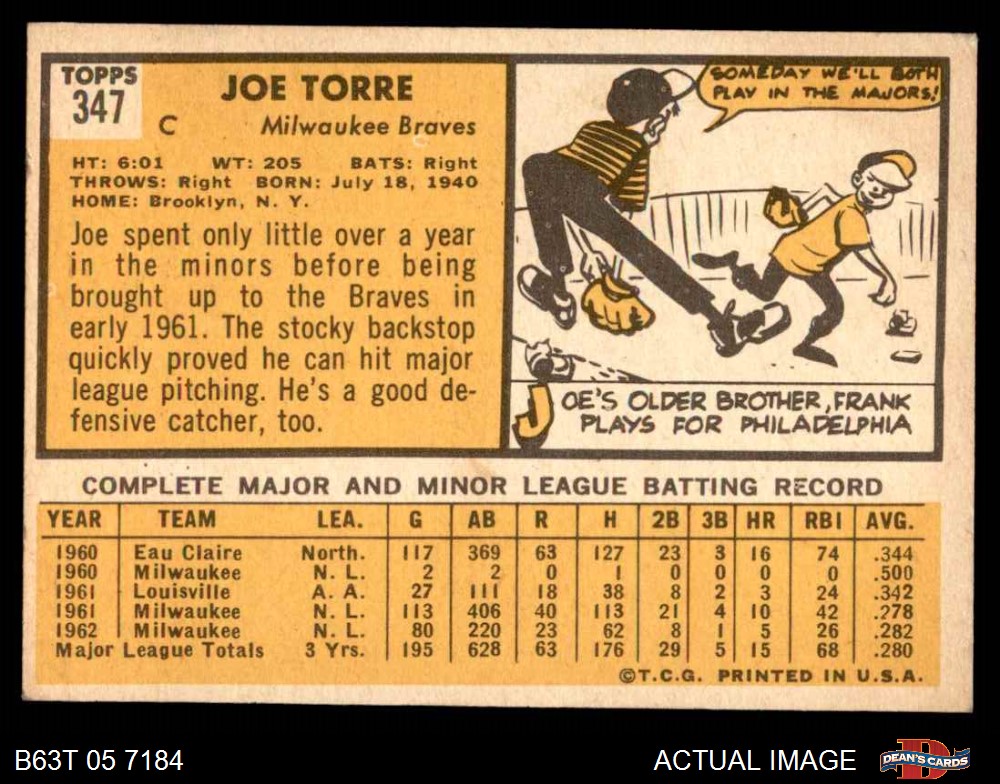 TOPPS
347
JOE TORRE
C Milwaukee Braves
HT: 6:01 WT: 205 BATS: Right
THROWS: Right BORN: July 18, 1940
HOME: Brooklyn, N. Y.
Joe spent only little over a year
in the minors before being
brought up to the Braves in
early 1961. The stocky backstop
quickly proved he can hit major
league pitching. He's a good de-
fensive catcher, too.
SOMEDAY WE'LL BOTH
PLAY IN THE MAJORS!
JOE'S OLDER BROTHER, FRANK
PLAYS FOR PHILADELPHIA
COMPLETE MAJOR AND MINOR LEAGUE BATTING RECORD
YEAR TEAM LEA. G AB R H 2B 3B HR RBI AVG.
1960 Eau Claire North. 117 369 63 127 23 3 16 74 .344
1960 Milwaukee N. L. 2 2 0 1 0 0 0 0 .500
1961 Louisville A. A. 27 111 18 38 8 2 3 24 .342
1961 Milwaukee N. L. 113 406 40 113 21 4 10 42 .278
1962 Milwaukee N. L. 80 220 23 62 8 1 5 26 .282
Major League Totals 3 Yrs. 195 628 63 176 29 5 15 68 .280
©T.C.G. PRINTED IN U.S.A.
B63T 05 7184
ACTUAL IMAGE
DEAN'S CARDS